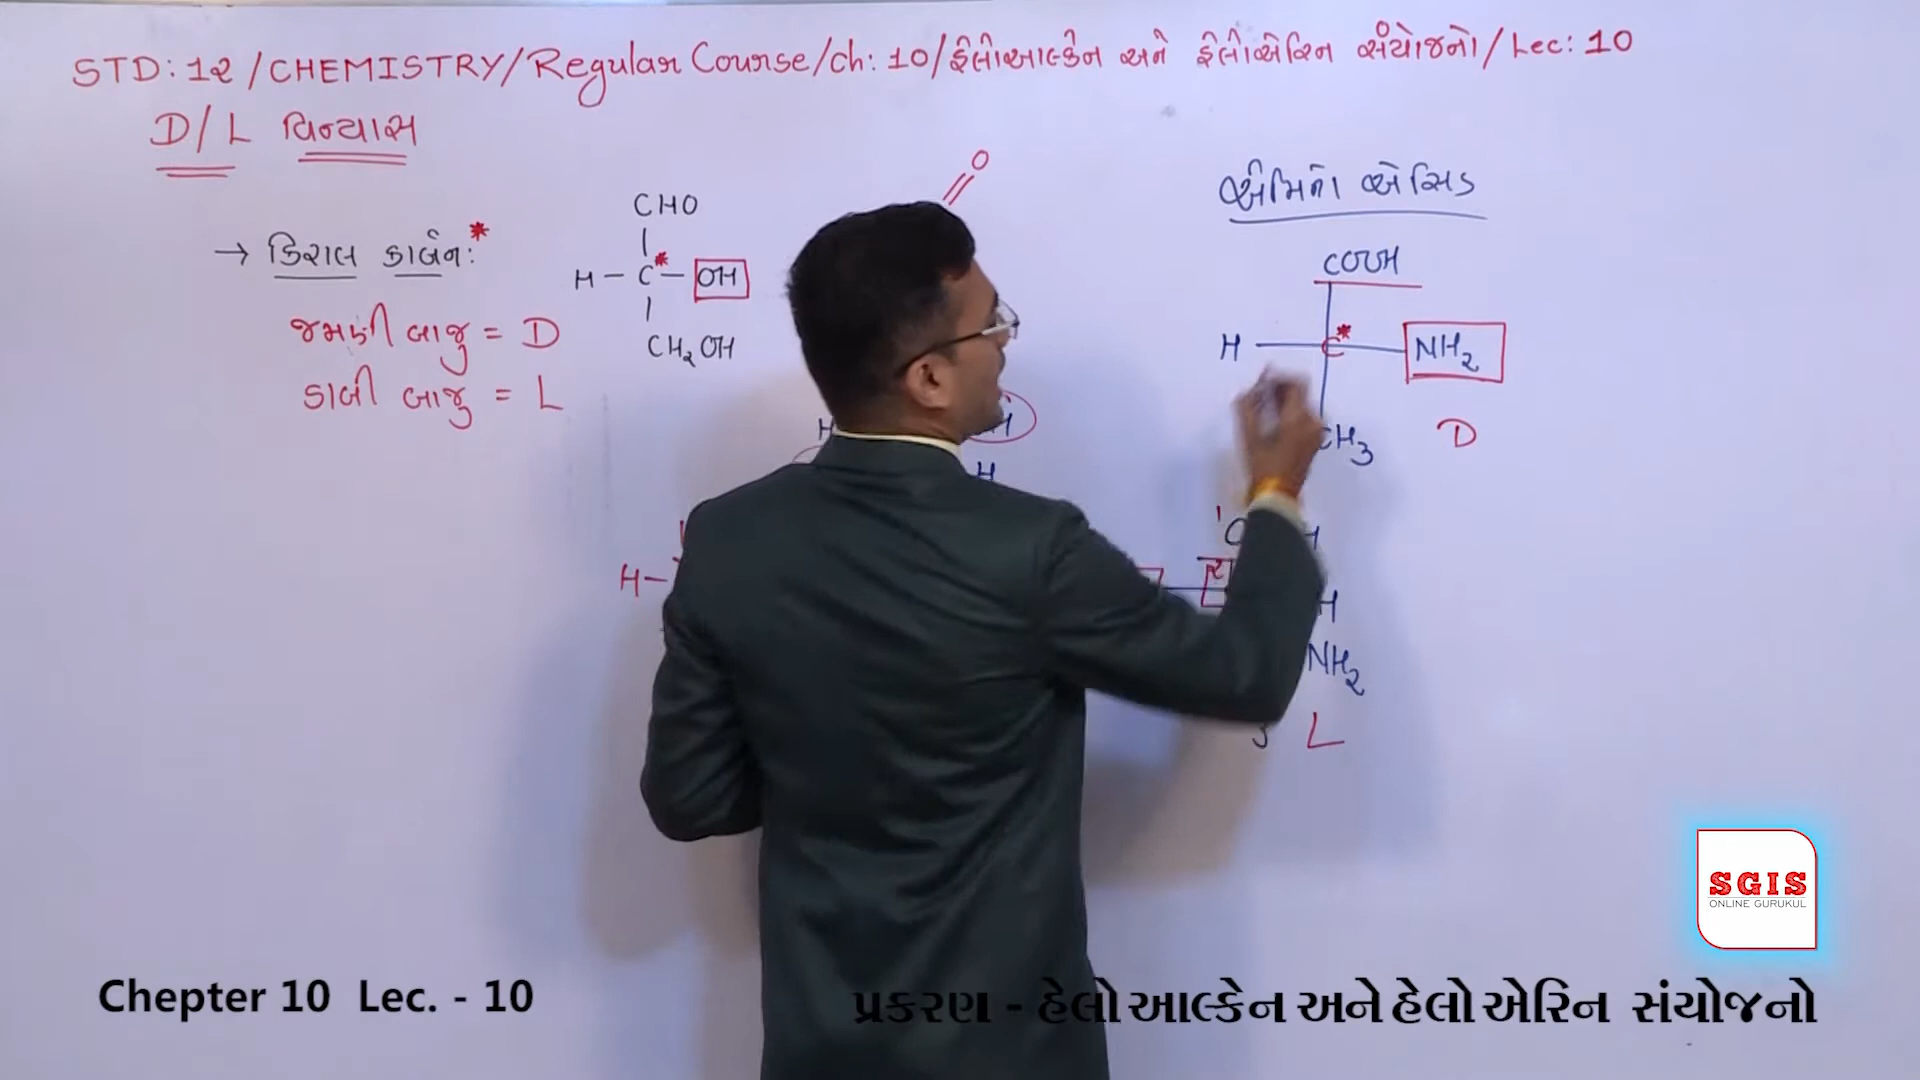 STD: 12 / CHEMISTRY / Regular Course / ch: 10 / હેલોઆલ્કેન અને હેલોએરિન સંયોજનો / Lec: 10
D / L વિન્યાસ
→ કિરાલ કાર્બન: *
જમણી બાજુ = D
ડાબી બાજુ = L
CHO
H - C* - OH
CH2OH
O
H
H
H -
એમિનો એસિડ
COOH
H C* NH2
CH3 D
NH2
L
SGIS
ONLINE GURUKUL
Chepter 10 Lec. - 10
પ્રકરણ - હેલો આલ્કેન અને હેલો એરિન સંયોજનો